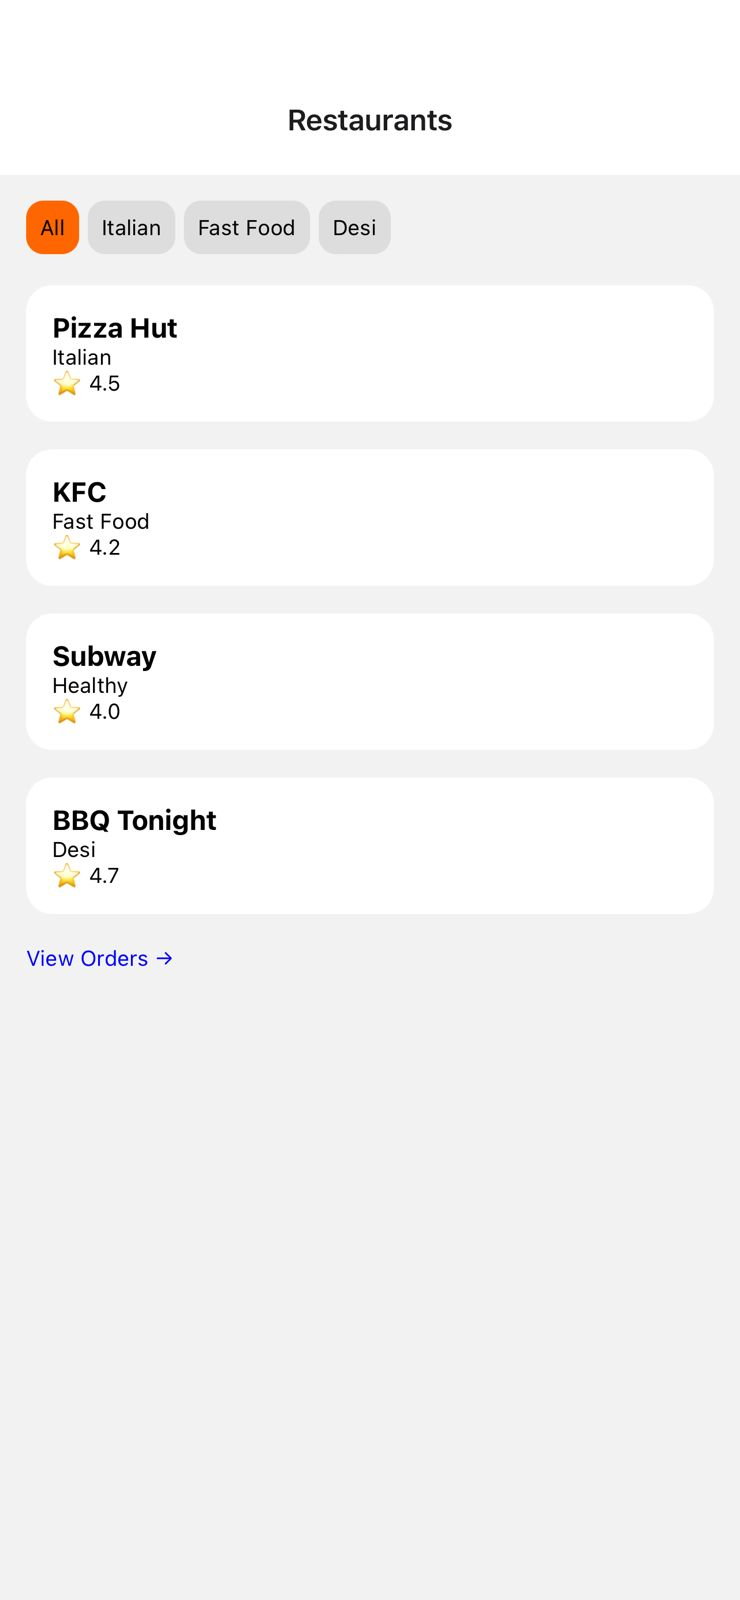 Restaurants
All Italian Fast Food Desi
Pizza Hut
Italian
⭐ 4.5
KFC
Fast Food
⭐ 4.2
Subway
Healthy
⭐ 4.0
BBQ Tonight
Desi
⭐ 4.7
View Orders →